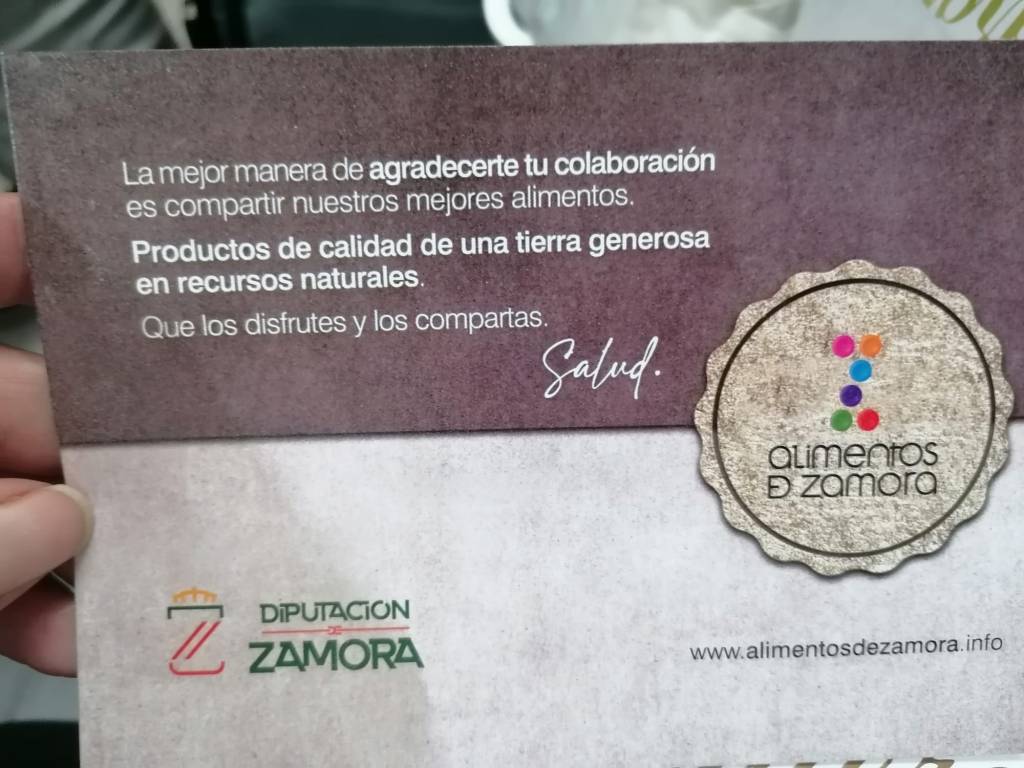 La mejor manera de agradecerte tu colaboración
es compartir nuestros mejores alimentos.
Productos de calidad de una tierra generosa
en recursos naturales.
Que los disfrutes y los compartas.
Salud.
alimentos
D zamora
DIPUTACION
DE
ZAMORA
www.alimentosdezamora.info